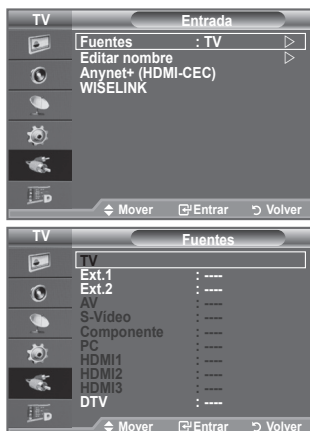 TV Entrada
Fuentes : TV
Editar nombre
Anynet+ (HDMI-CEC)
WISELINK
Mover Entrar Volver
TV Fuentes
TV
Ext.1 : ----
Ext.2 : ----
AV : ----
S-Vídeo : ----
Componente : ----
PC : ----
HDMI1 : ----
HDMI2 : ----
HDMI3 : ----
DTV : ----
Mover Entrar Volver